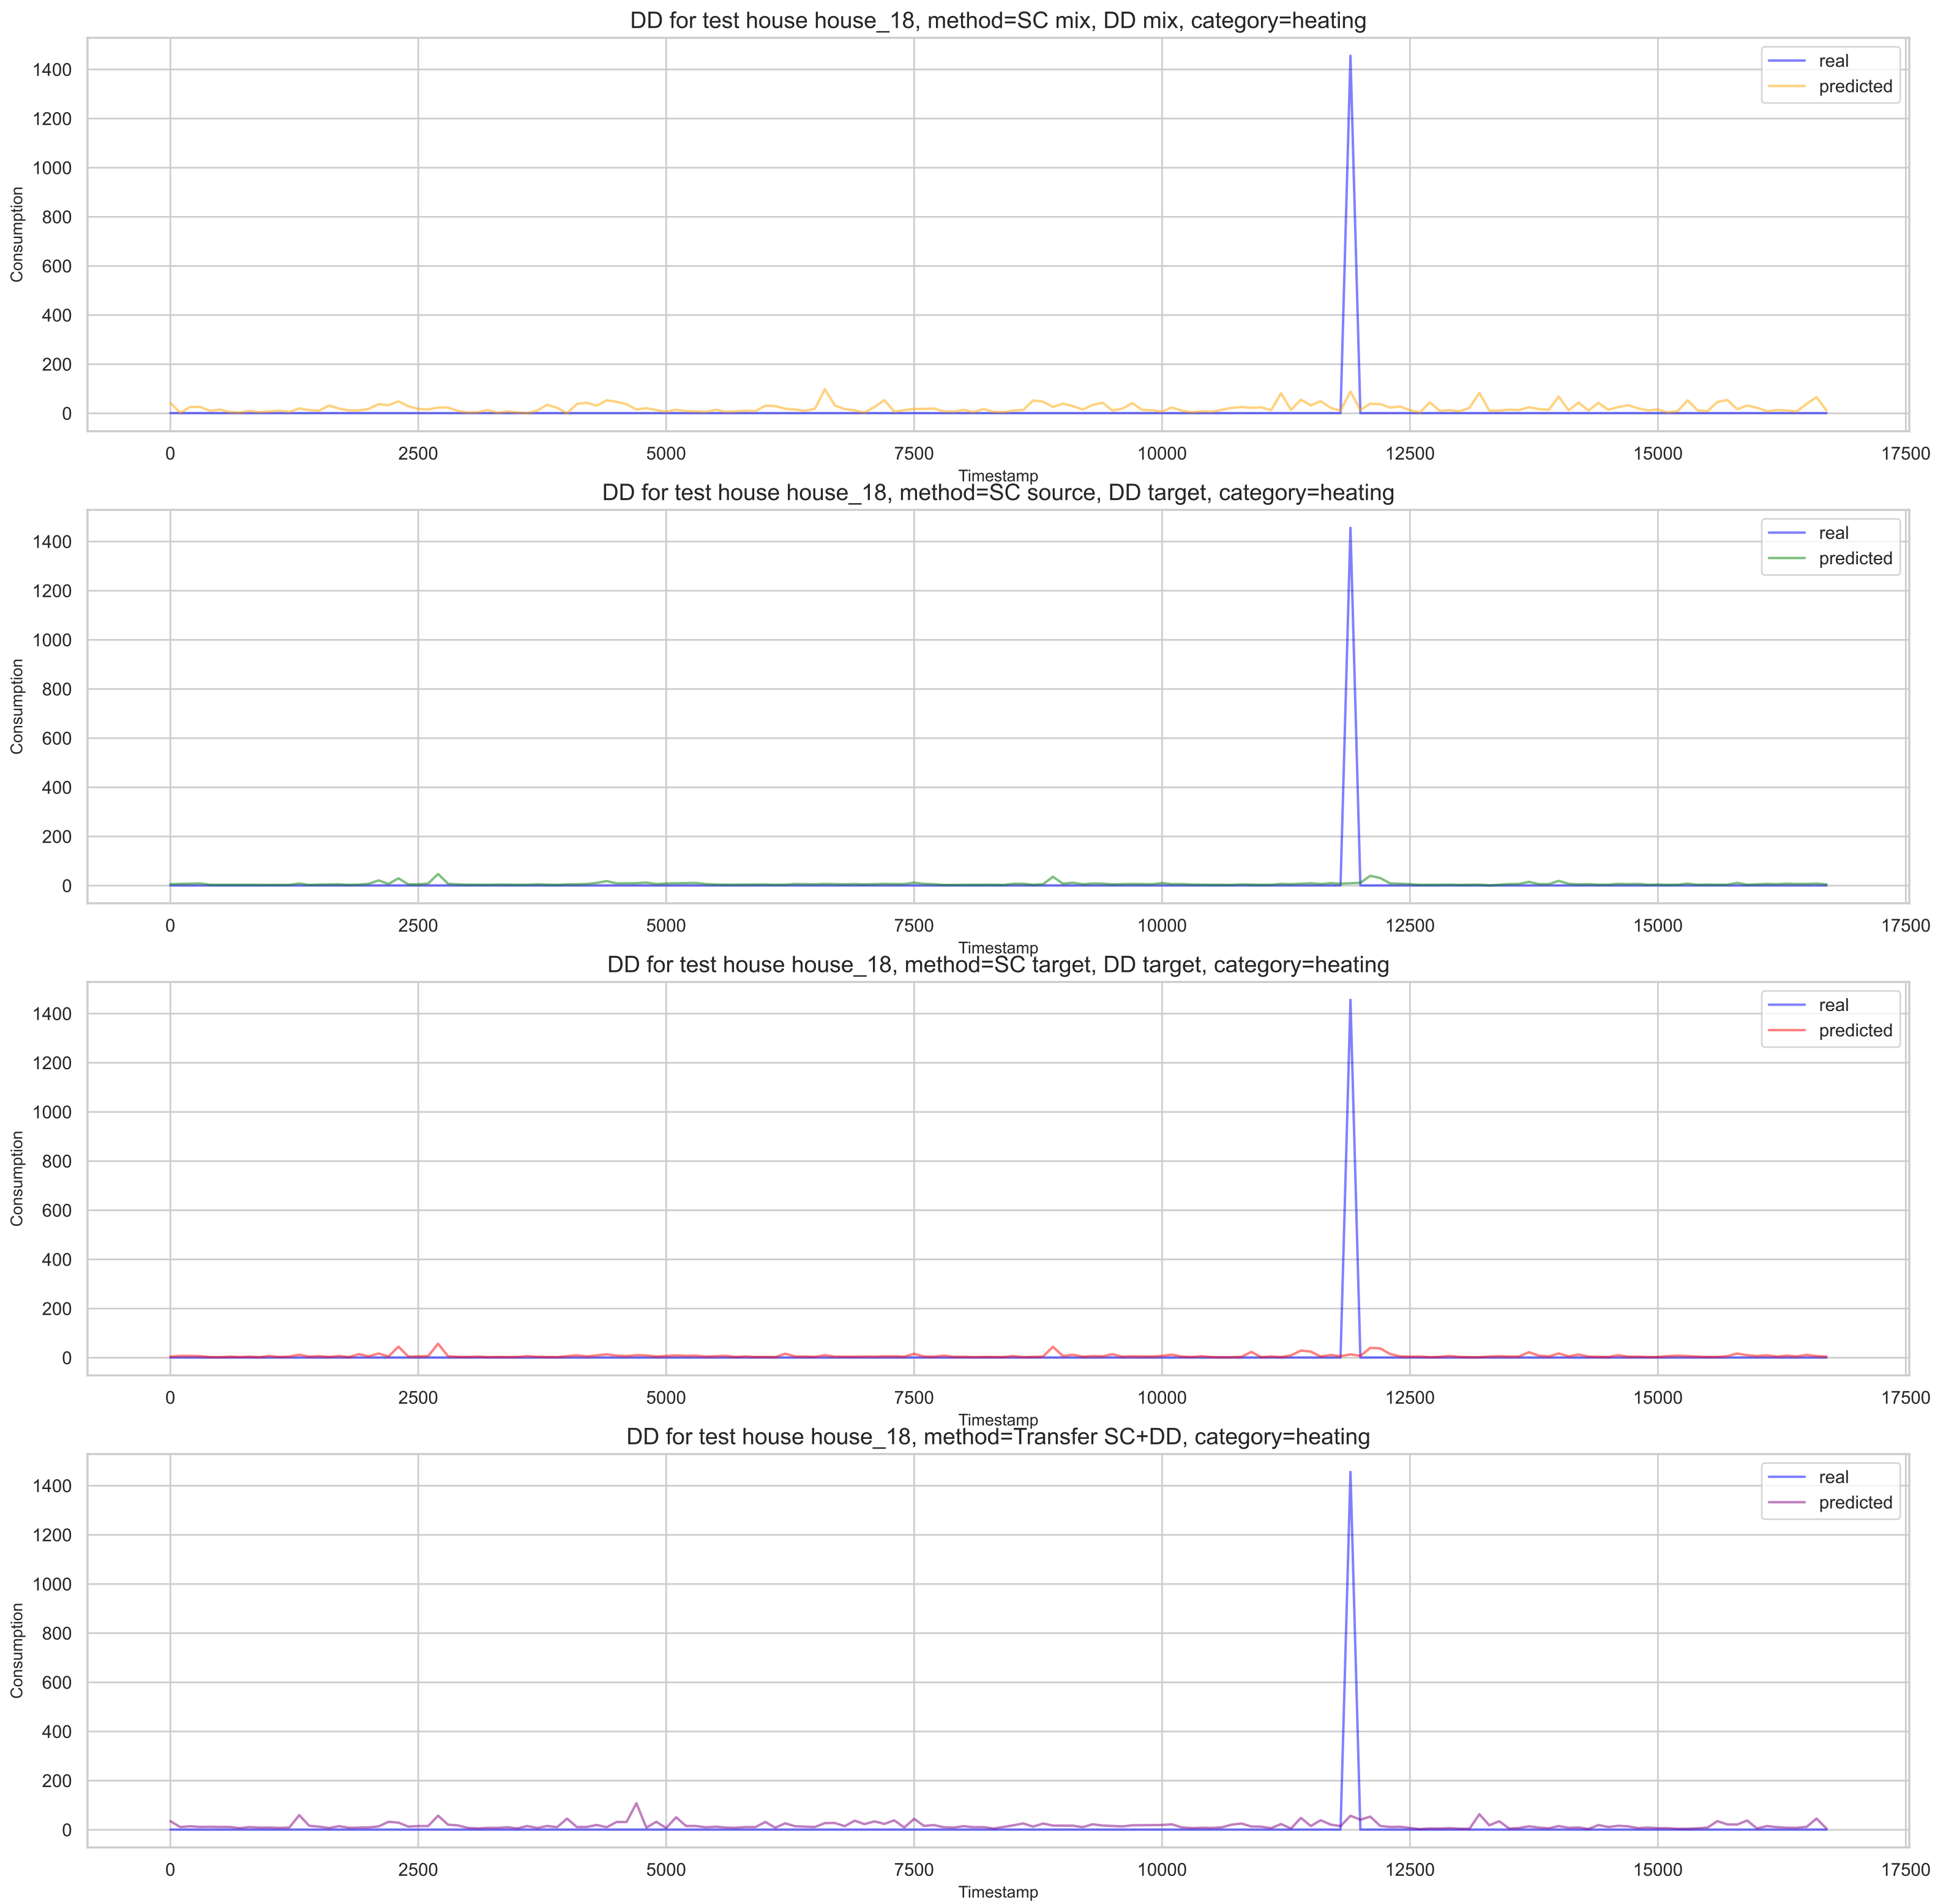 DD for test house house_18, method=SC mix, DD mix, category=heating
1400
1200
1000
800
600
400
200
0
Consumption
real
predicted
0 2500 5000 7500 10000 12500 15000 17500
Timestamp
DD for test house house_18, method=SC source, DD target, category=heating
1400
1200
1000
800
600
400
200
0
Consumption
real
predicted
0 2500 5000 7500 10000 12500 15000 17500
Timestamp
DD for test house house_18, method=SC target, DD target, category=heating
1400
1200
1000
800
600
400
200
0
Consumption
real
predicted
0 2500 5000 7500 10000 12500 15000 17500
Timestamp
DD for test house house_18, method=Transfer SC+DD, category=heating
1400
1200
1000
800
600
400
200
0
Consumption
real
predicted
0 2500 5000 7500 10000 12500 15000 17500
Timestamp